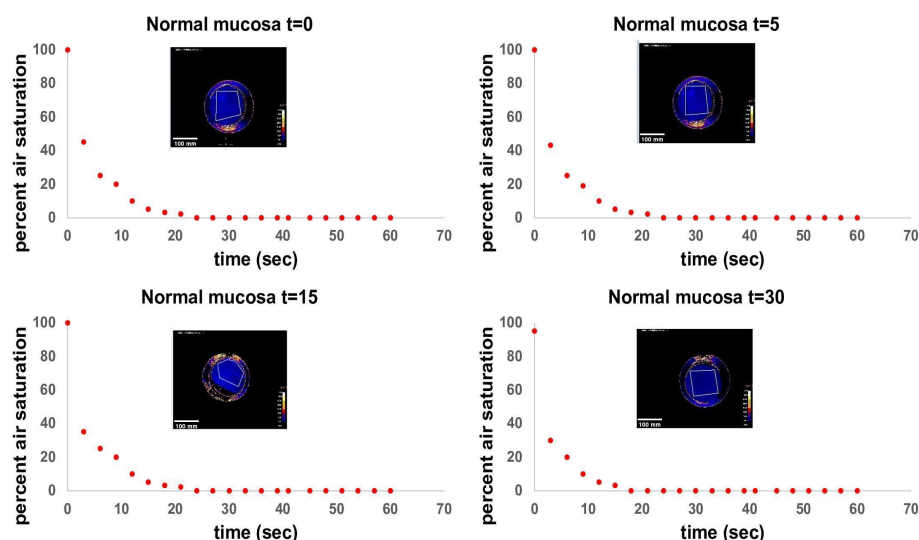 Normal mucosa t=0
percent air saturation
100
80
60
40
20
0
0 10 20 30 40 50 60 70
time (sec)
100 mm
Normal mucosa t=5
percent air saturation
100
80
60
40
20
0
0 10 20 30 40 50 60 70
time (sec)
100 mm
Normal mucosa t=15
percent air saturation
100
80
60
40
20
0
0 10 20 30 40 50 60 70
time (sec)
100 mm
Normal mucosa t=30
percent air saturation
100
80
60
40
20
0
0 10 20 30 40 50 60 70
time (sec)
100 mm